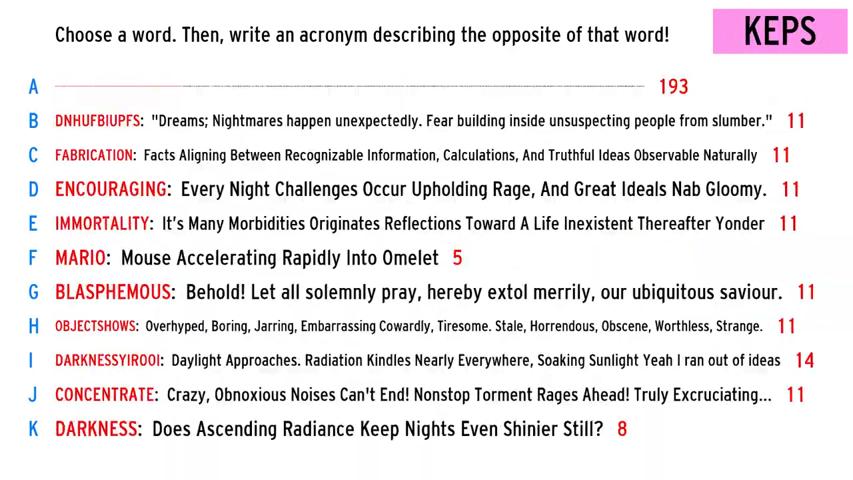 Choose a word. Then, write an acronym describing the opposite of that word!
KEPS
A 193
B DNHUFBIUPFS: "Dreams; Nightmares happen unexpectedly. Fear building inside unsuspecting people from slumber." 11
C FABRICATION: Facts Aligning Between Recognizable Information, Calculations, And Truthful Ideas Observable Naturally 11
D ENCOURAGING: Every Night Challenges Occur Upholding Rage, And Great Ideals Nab Gloomy. 11
E IMMORTALITY: It's Many Morbidities Originates Reflections Toward A Life Inexistent Thereafter Yonder 11
F MARIO: Mouse Accelerating Rapidly Into Omelet 5
G BLASPHEMOUS: Behold! Let all solemnly pray, hereby extol merrily, our ubiquitous saviour. 11
H OBJECTSHOWS: Overhyped, Boring, Jarring, Embarrassing Cowardly, Tiresome. Stale, Horrendous, Obscene, Worthless, Strange. 11
I DARKNESSYIROOI: Daylight Approaches. Radiation Kindles Nearly Everywhere, Soaking Sunlight Yeah I ran out of ideas 14
J CONCENTRATE: Crazy, Obnoxious Noises Can't End! Nonstop Torment Rages Ahead! Truly Excruciating... 11
K DARKNESS: Does Ascending Radiance Keep Nights Even Shinier Still? 8